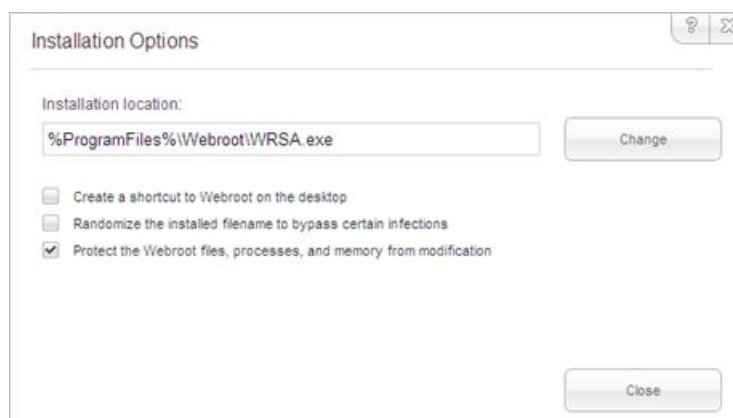 Installation Options
?
Installation location:
%ProgramFiles%\Webroot\WRSA.exe
Change
Create a shortcut to Webroot on the desktop
Randomize the installed filename to bypass certain infections
Protect the Webroot files, processes, and memory from modification
Close